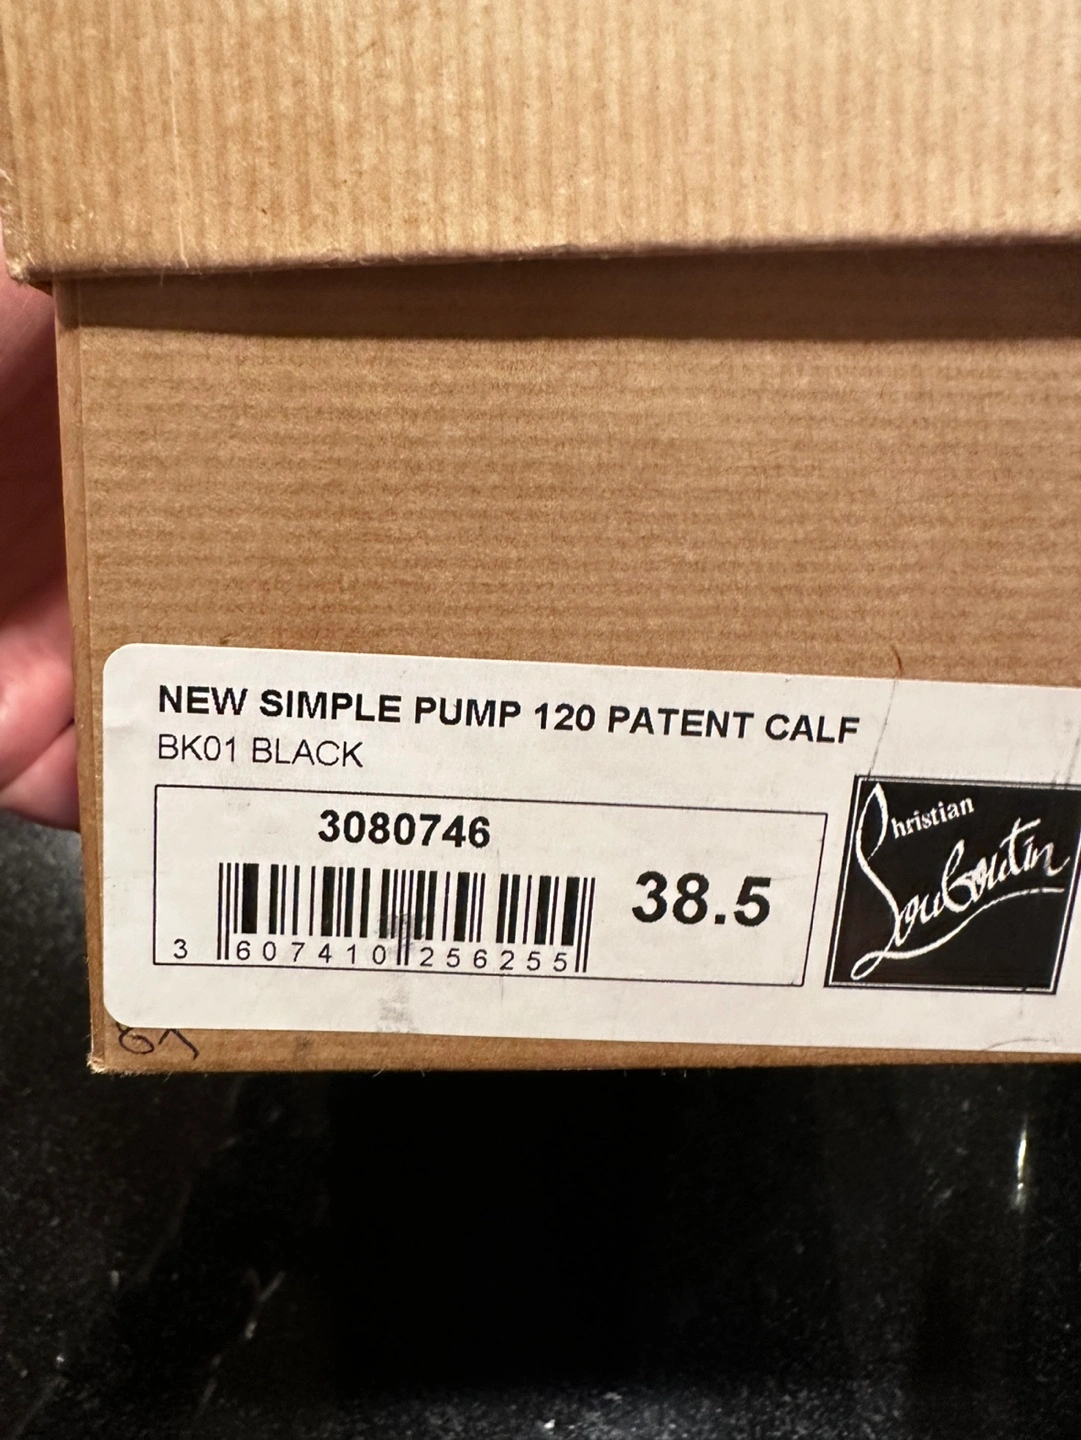 NEW SIMPLE PUMP 120 PATENT CALF
BK01 BLACK
3080746
38.5
3 607410 256255
Christian
Louboutin